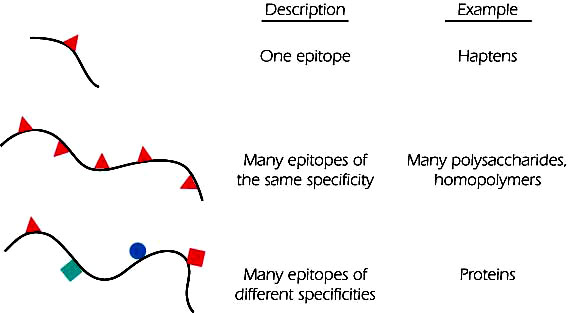 Description Example
One epitope Haptens
Many epitopes of Many polysaccharides,
the same specificity homopolymers
Many epitopes of Proteins
different specificities